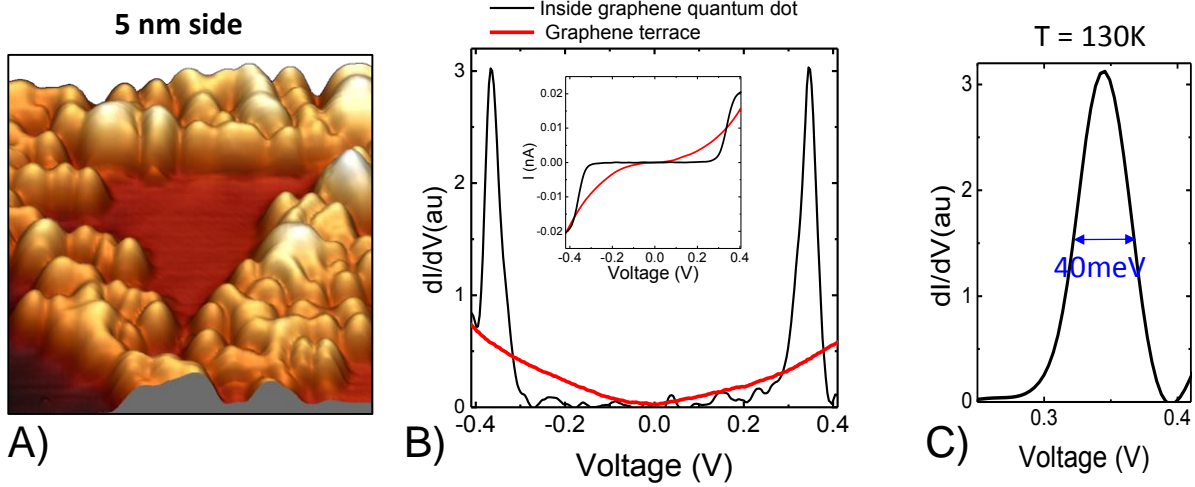 5 nm side
A)
Inside graphene quantum dot
Graphene terrace
dI/dV(au)
3
2
1
0
-0.4 -0.2 0.0 0.2 0.4
Voltage (V)
I (nA)
0.02
0.01
0.00
-0.01
-0.02
-0.4 -0.2 0.0 0.2 0.4
Voltage (V)
B)
T = 130K
dI/dV(au)
3
2
1
0
40meV
0.3 0.4
Voltage (V)
C)